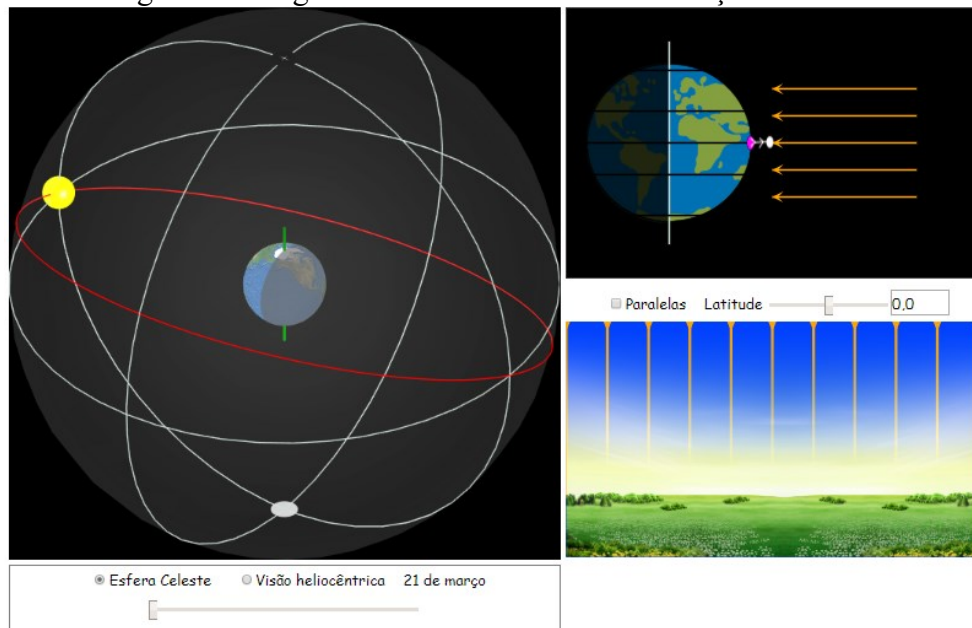 Paralelas Latitude 0,0
Esfera Celeste Visão heliocêntrica 21 de março